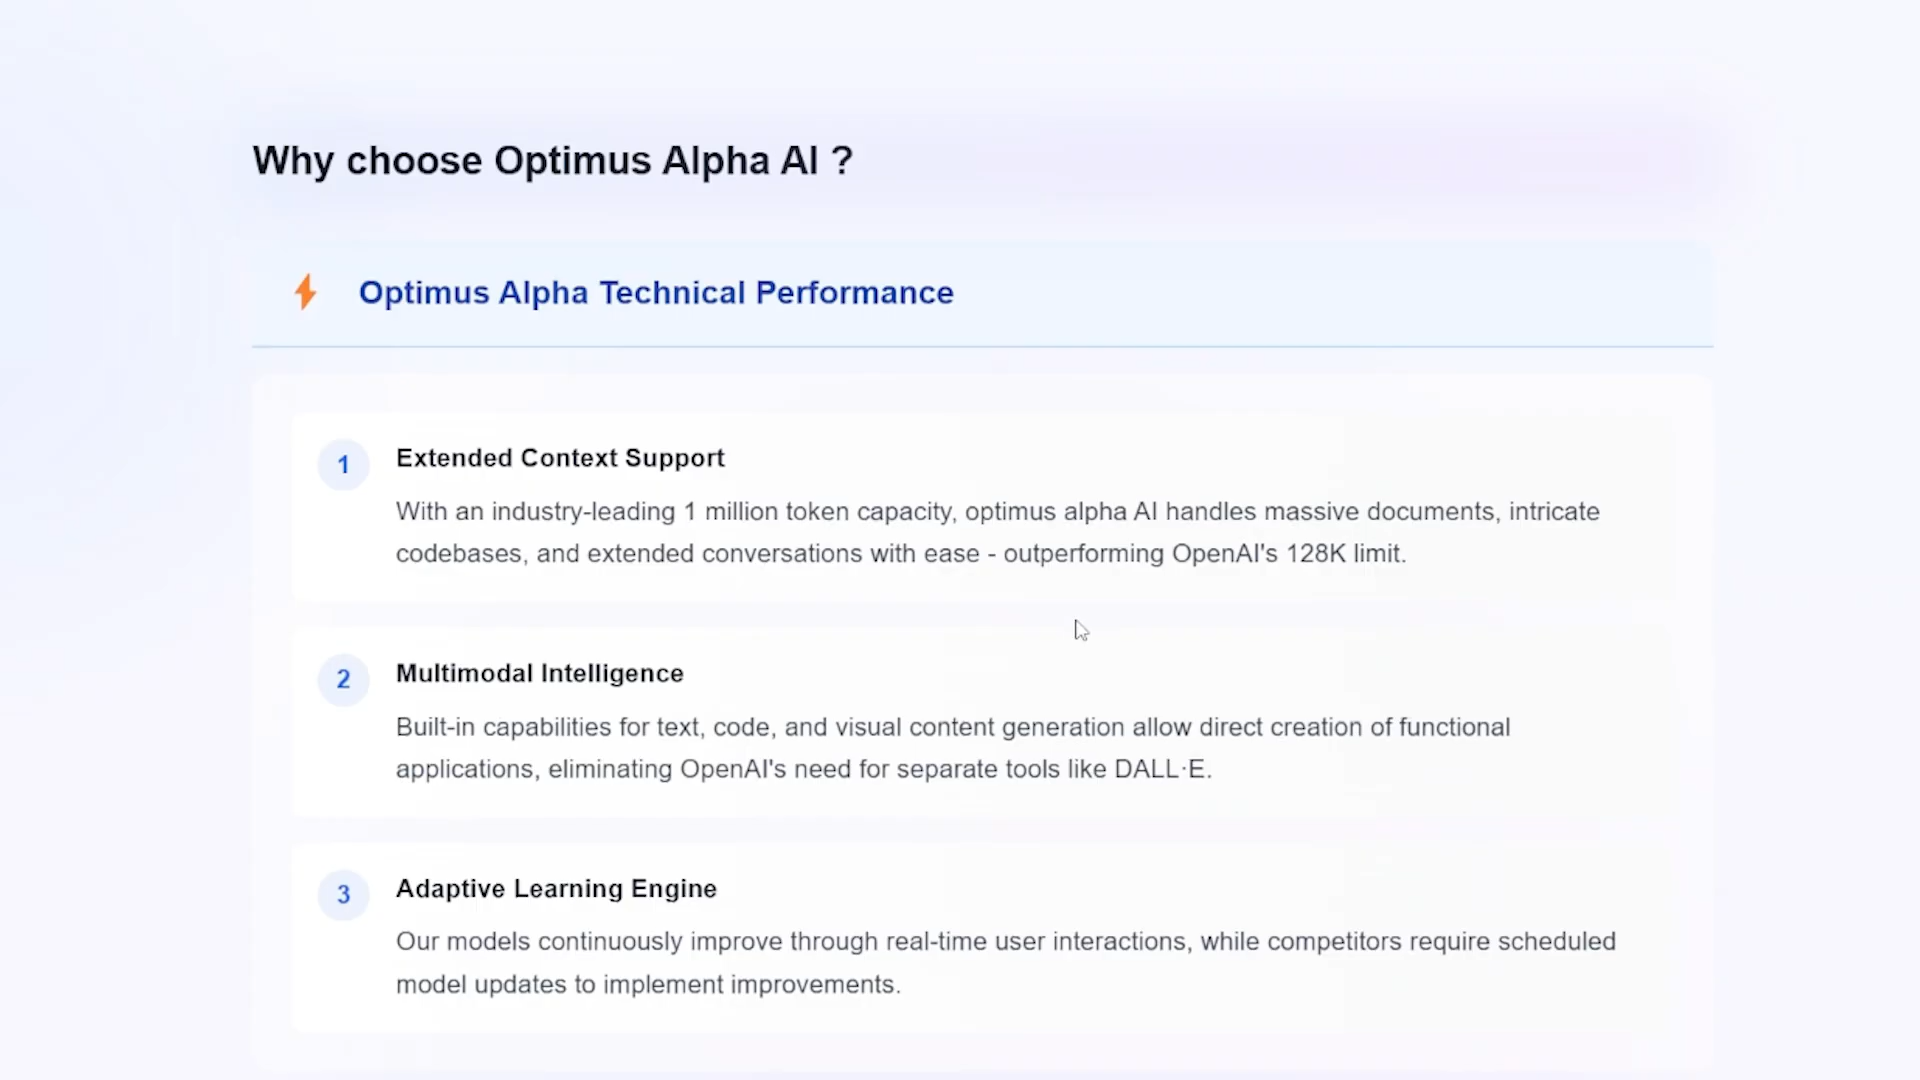 Why choose Optimus Alpha AI ?
Optimus Alpha Technical Performance
1
Extended Context Support
With an industry-leading 1 million token capacity, optimus alpha AI handles massive documents, intricate
codebases, and extended conversations with ease - outperforming OpenAI's 128K limit.
2
Multimodal Intelligence
Built-in capabilities for text, code, and visual content generation allow direct creation of functional
applications, eliminating OpenAI's need for separate tools like DALL·E.
3
Adaptive Learning Engine
Our models continuously improve through real-time user interactions, while competitors require scheduled
model updates to implement improvements.